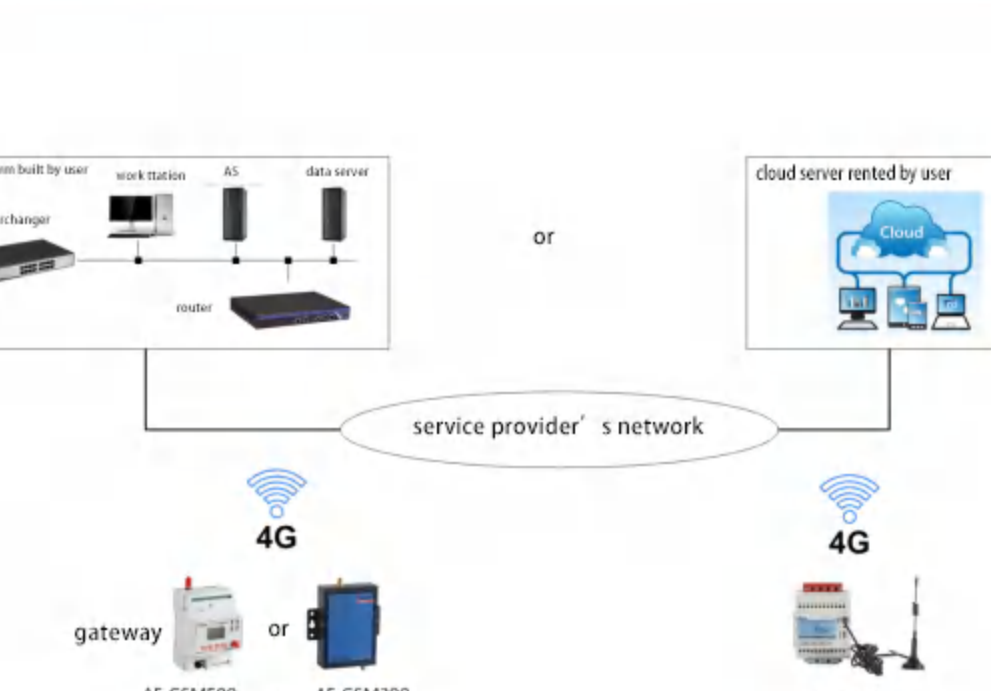 rm built by user
work ttation
AS
data server
rchanger
router
or
cloud server rented by user
Cloud
service provider' s network
4G
4G
gateway
or